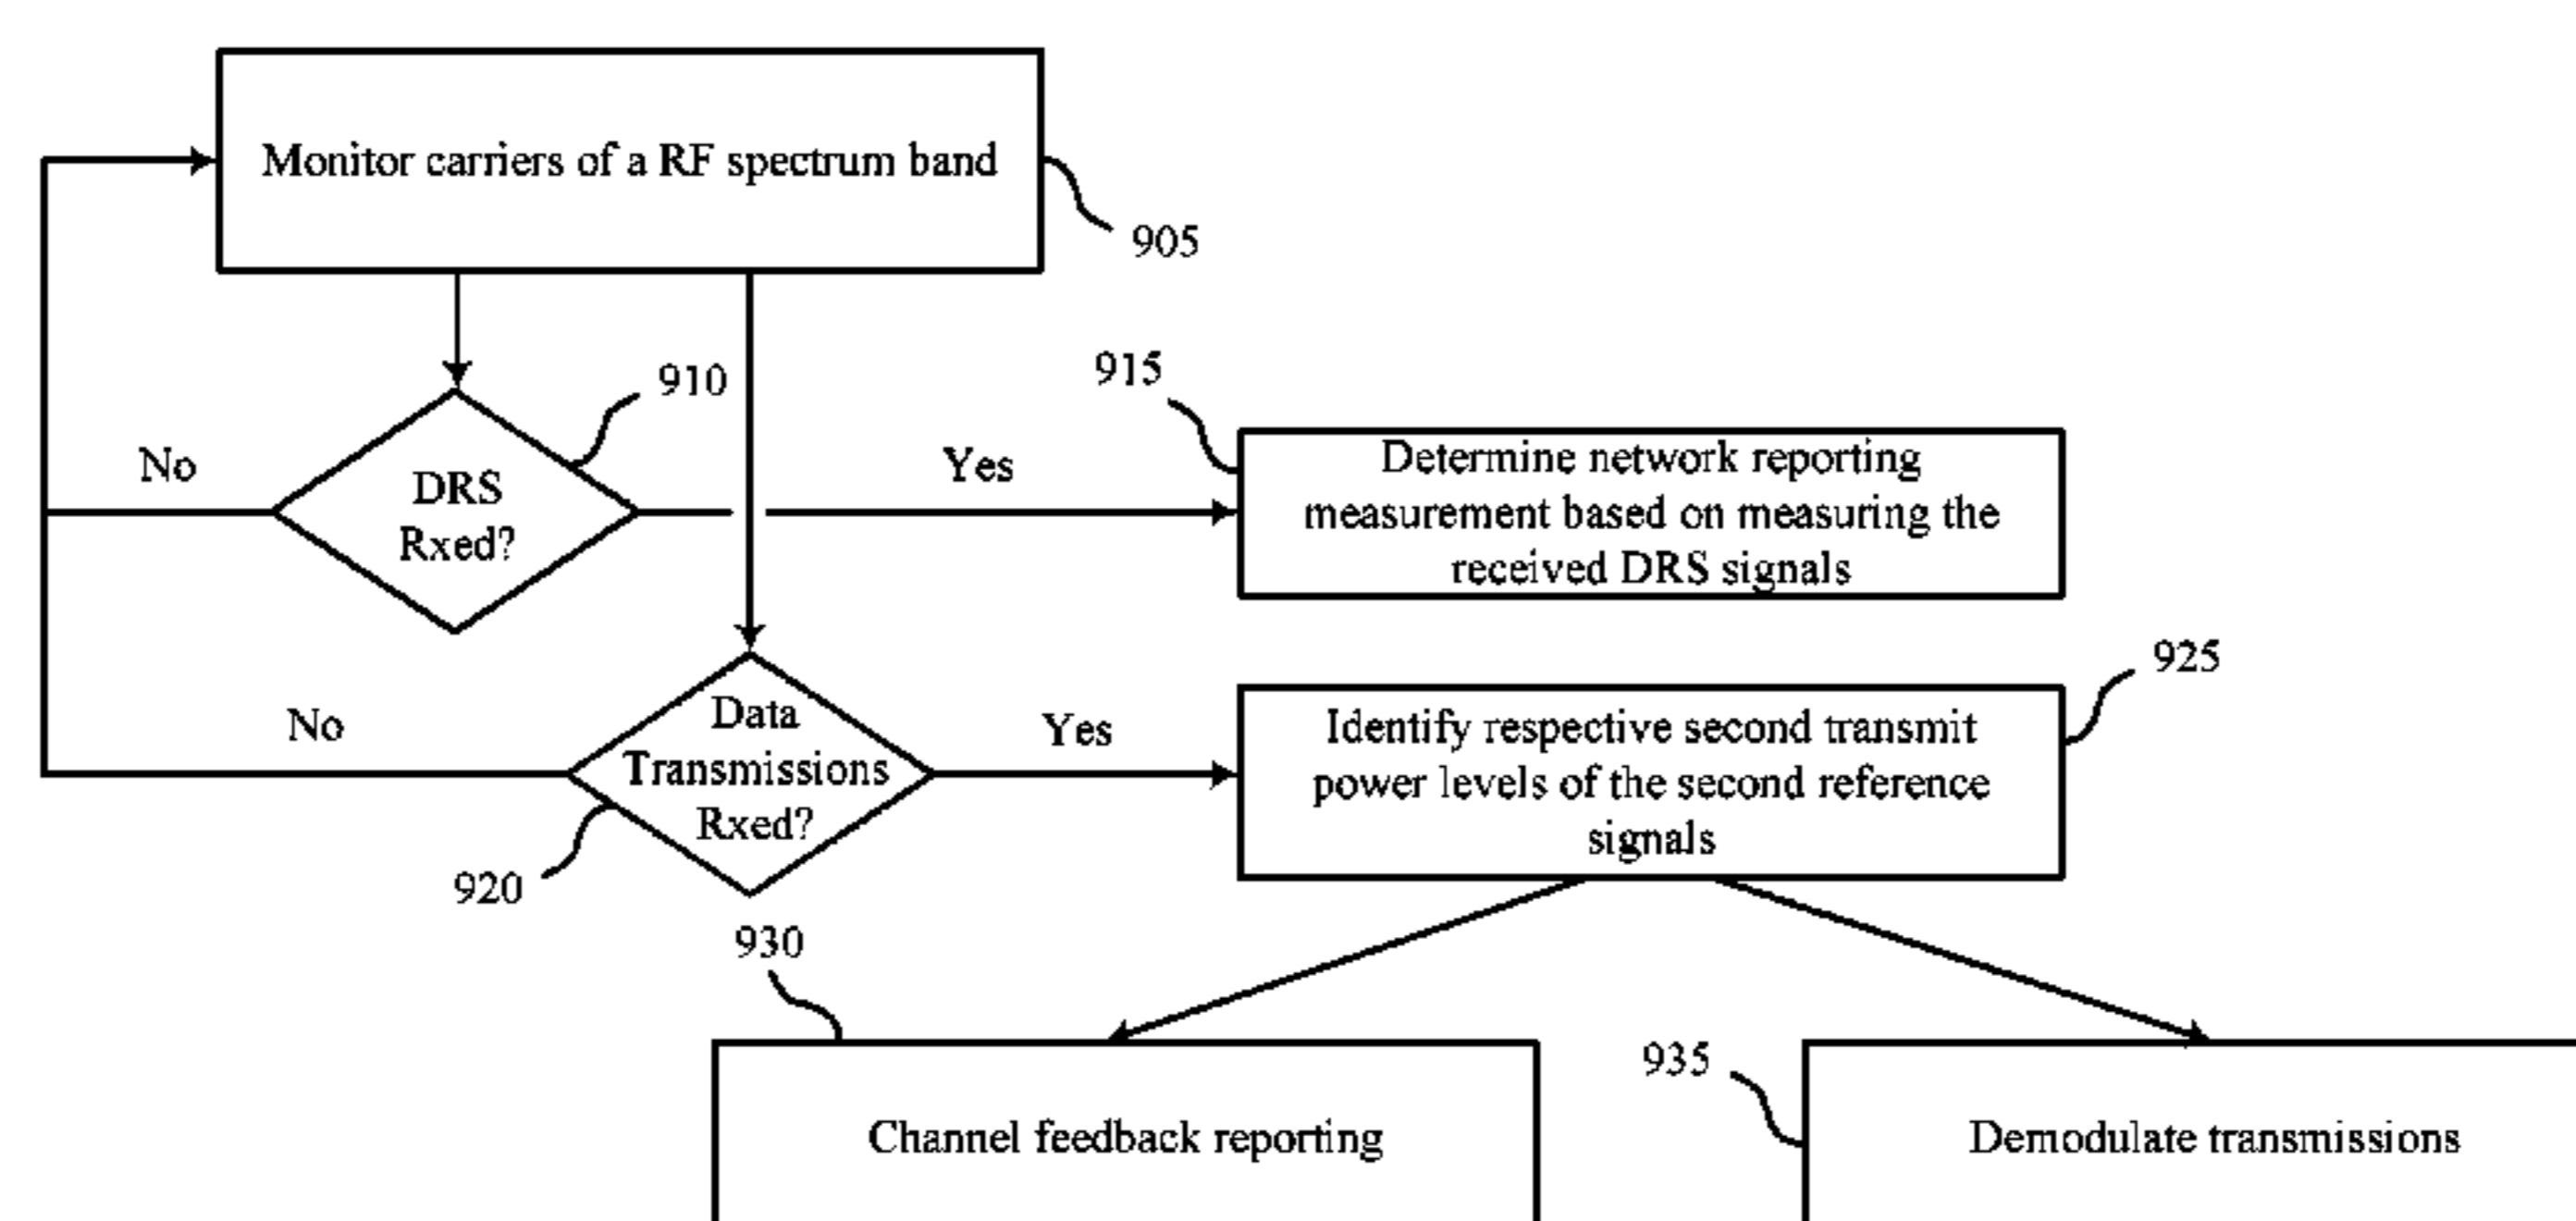 Monitor carriers of a RF spectrum band
905
910
915
No
DRS
Rxed?
Yes
Determine network reporting
measurement based on measuring the
received DRS signals
925
No
Data
Transmissions
Rxed?
Yes
Identify respective second transmit
power levels of the second reference
signals
920
930
935
Channel feedback reporting
Demodulate transmissions